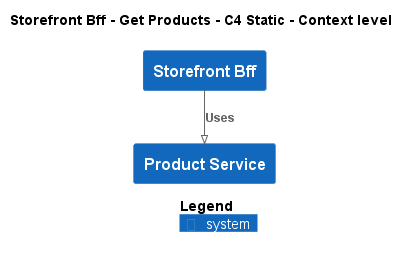 Storefront Bff - Get Products - C4 Static - Context level
Storefront Bff
Uses
Product Service
Legend
system